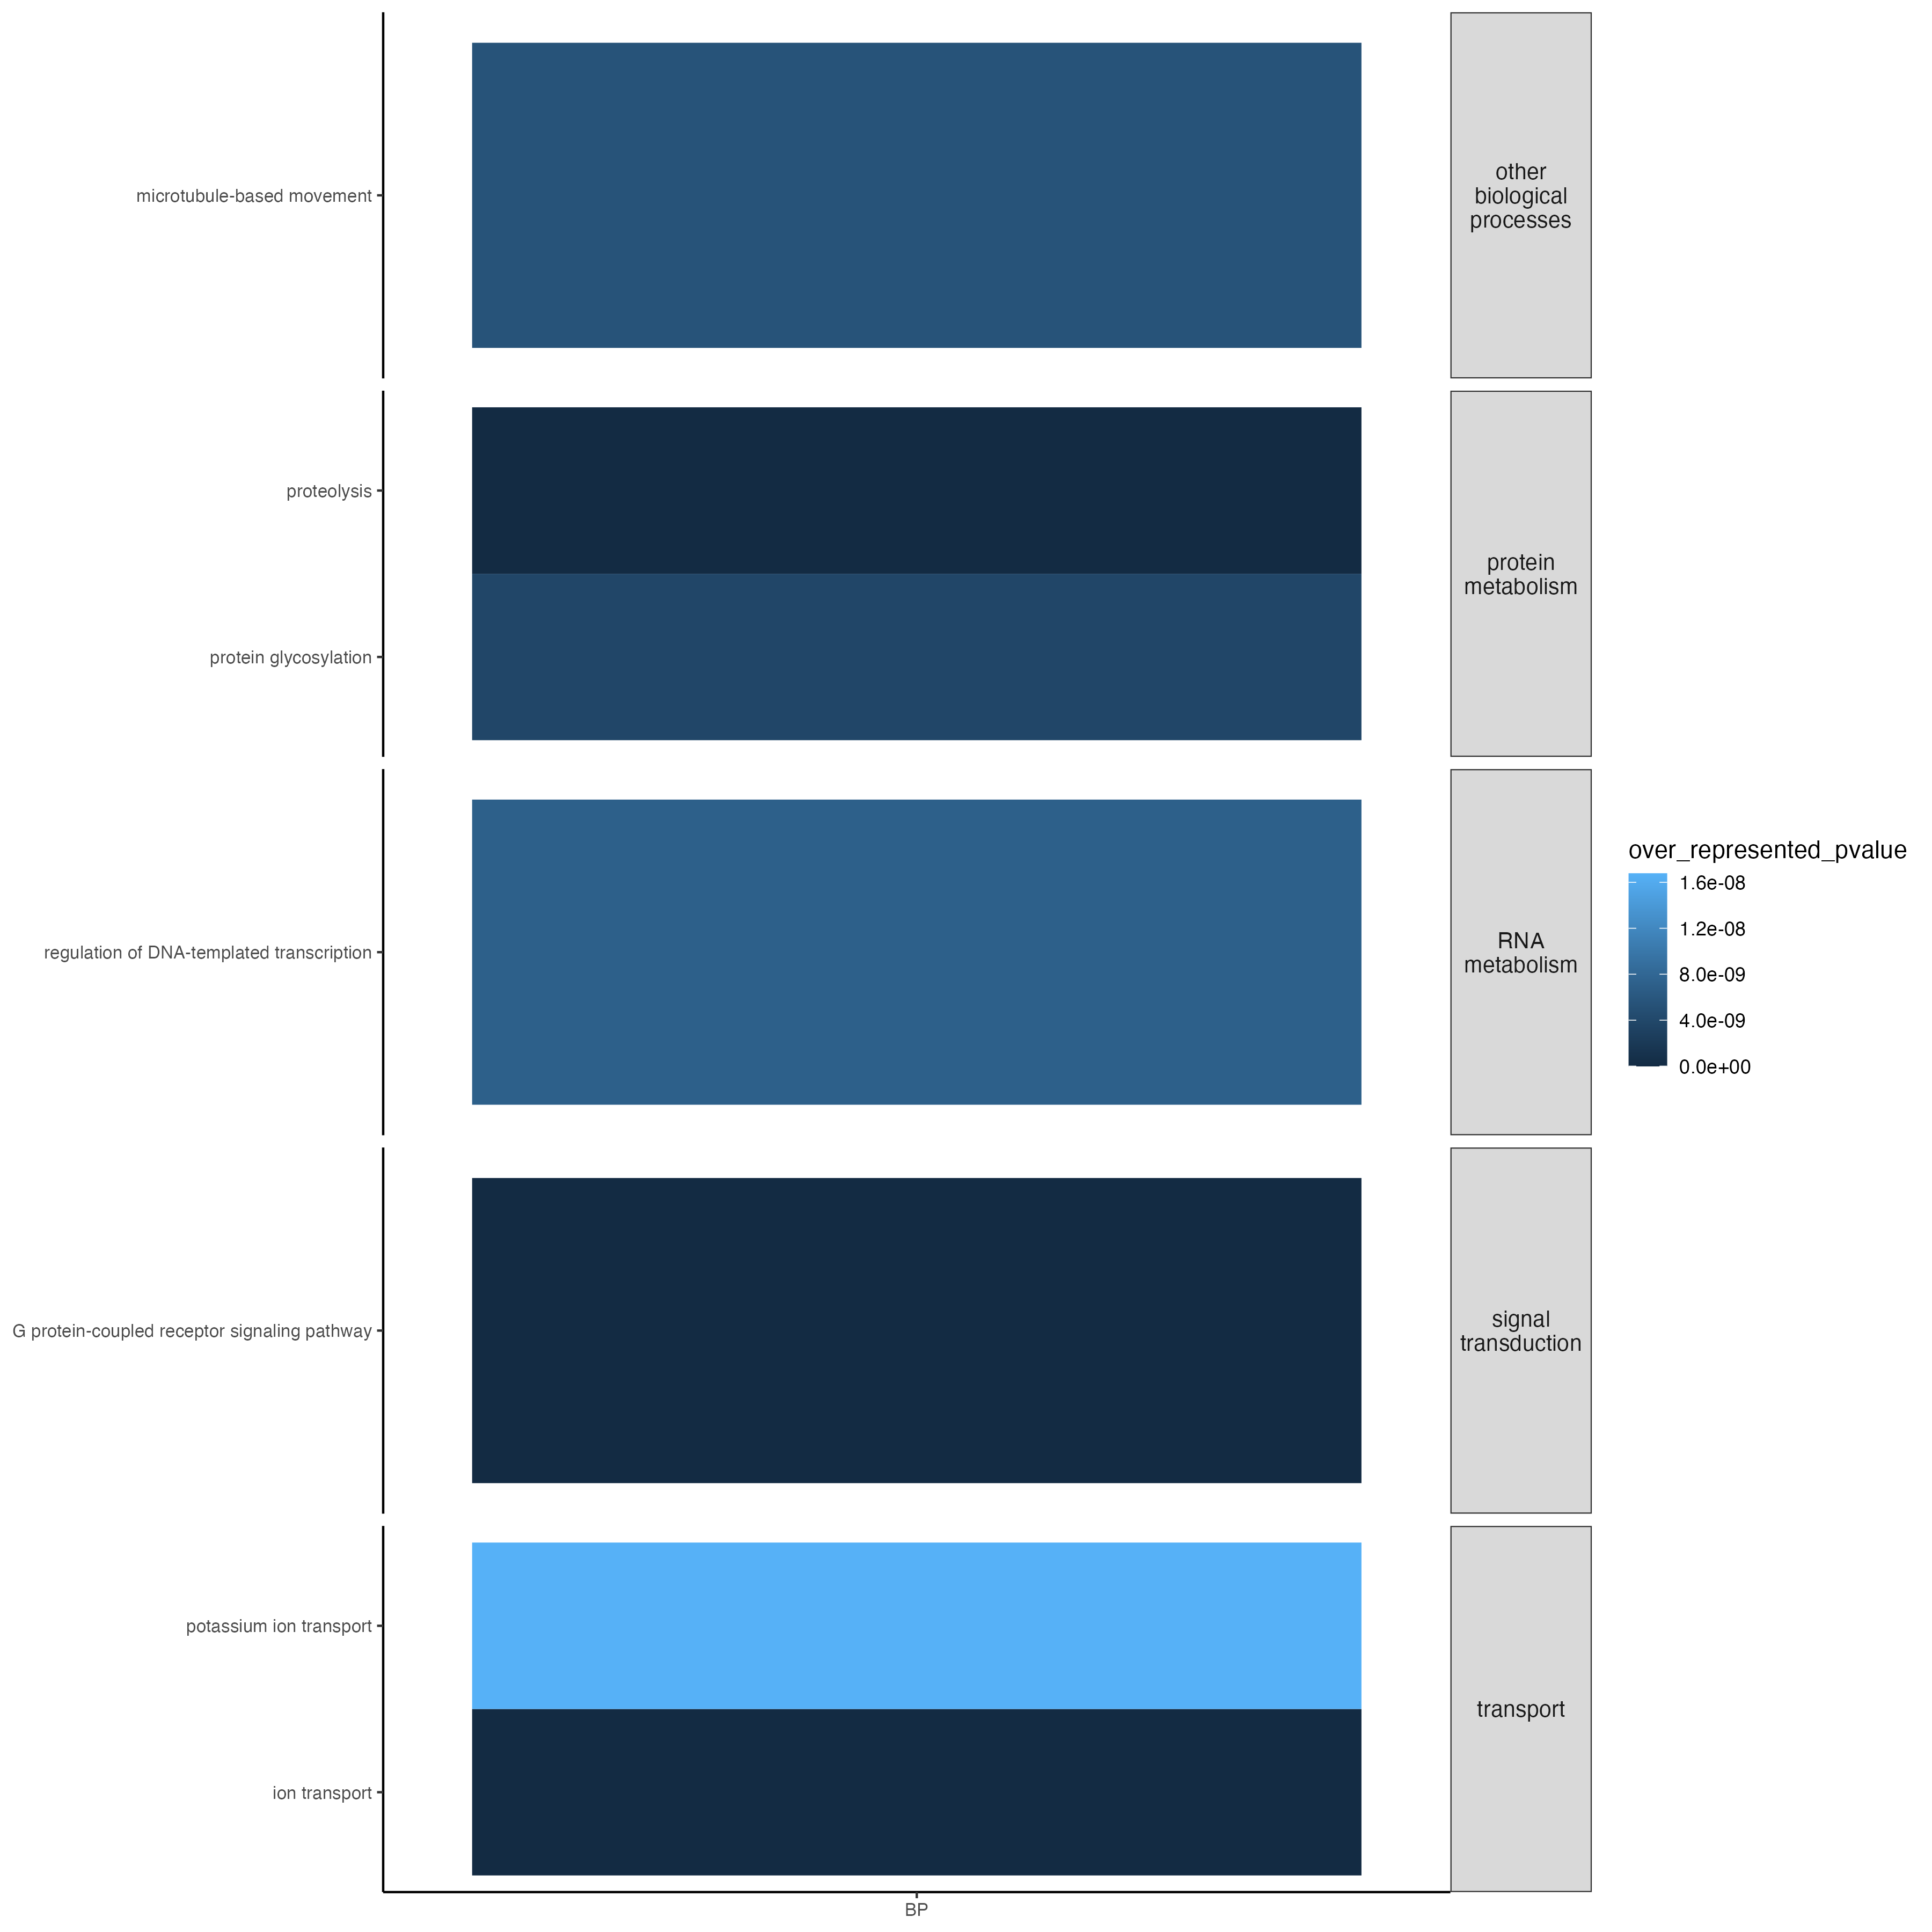 microtubule-based movement
other
biological
processes
proteolysis
protein glycosylation
protein
metabolism
regulation of DNA-templated transcription
RNA
metabolism
G protein-coupled receptor signaling pathway
signal
transduction
potassium ion transport
ion transport
transport
BP
over_represented_pvalue
1.6e-08
1.2e-08
8.0e-09
4.0e-09
0.0e+00